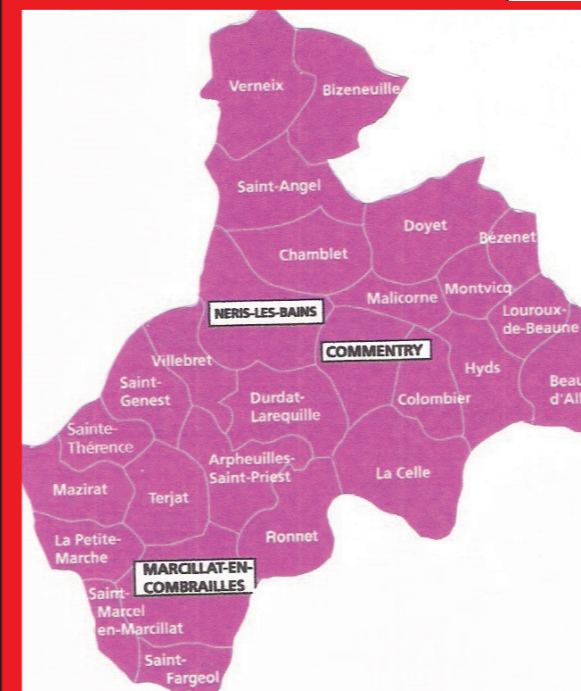 Verneix
Bizeneuille
Saint-Angel
Doyet
Bézenet
Chamblet
Malicorne
Montvicq
NERIS-LES-BAINS
Louroux-
de-Beaune
COMMENTRY
Villebret
Hyds
Saint-
Genest
Durdat-
Larequille
Colombier
Beau
d'All
Sainte-
Thérence
Arpheuilles-
Saint-Priest
La Celle
Mazirat
Terjat
La Petite-
Marche
Ronnet
MARCILLAT-EN-
COMBRAILLES
Saint-
Marcel
en-Marcillat
Saint-
Fargeol